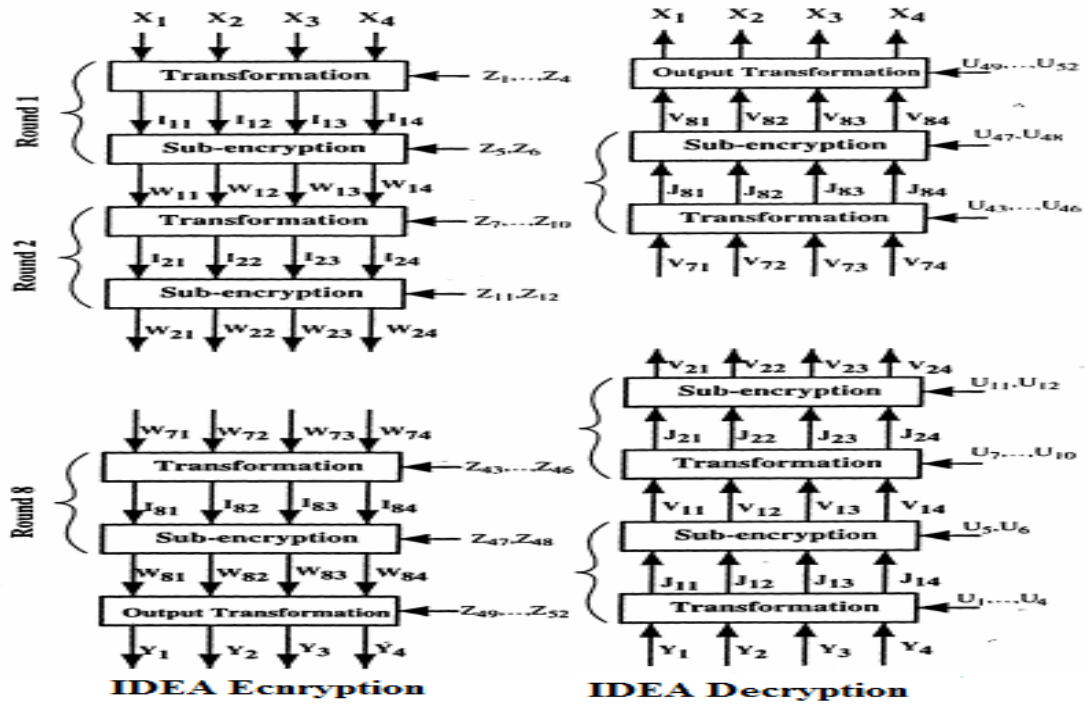 X₁ X₂ X₃ X₄
Transformation
Z₁,...,Z₄
I₁₁ I₁₂ I₁₃ I₁₄
Round 1
Sub-encryption
Z₅,Z₆
W₁₁ W₁₂ W₁₃ W₁₄
Transformation
Z₇,...,Z₁₀
I₂₁ I₂₂ I₂₃ I₂₄
Round 2
Sub-encryption
Z₁₁,Z₁₂
W₂₁ W₂₂ W₂₃ W₂₄
W₇₁ W₇₂ W₇₃ W₇₄
Transformation
Z₄₃,...,Z₄₆
I₈₁ I₈₂ I₈₃ I₈₄
Round 8
Sub-encryption
Z₄₇,Z₄₈
W₈₁ W₈₂ W₈₃ W₈₄
Output Transformation
Z₄₉,...,Z₅₂
Y₁ Y₂ Y₃ Y₄
IDEA Ecnryption
X₁ X₂ X₃ X₄
Output Transformation
U₄₉,...,U₅₂
V₈₁ V₈₂ V₈₃ V₈₄
Sub-encryption
U₄₇,U₄₈
J₈₁ J₈₂ J₈₃ J₈₄
Transformation
U₄₃,...,U₄₆
V₇₁ V₇₂ V₇₃ V₇₄
V₂₁ V₂₂ V₂₃ V₂₄
Sub-encryption
U₁₁,U₁₂
J₂₁ J₂₂ J₂₃ J₂₄
Transformation
U₇,...,U₁₀
V₁₁ V₁₂ V₁₃ V₁₄
Sub-encryption
U₅,U₆
J₁₁ J₁₂ J₁₃ J₁₄
Transformation
U₁,...,U₄
Y₁ Y₂ Y₃ Y₄
IDEA Decryption